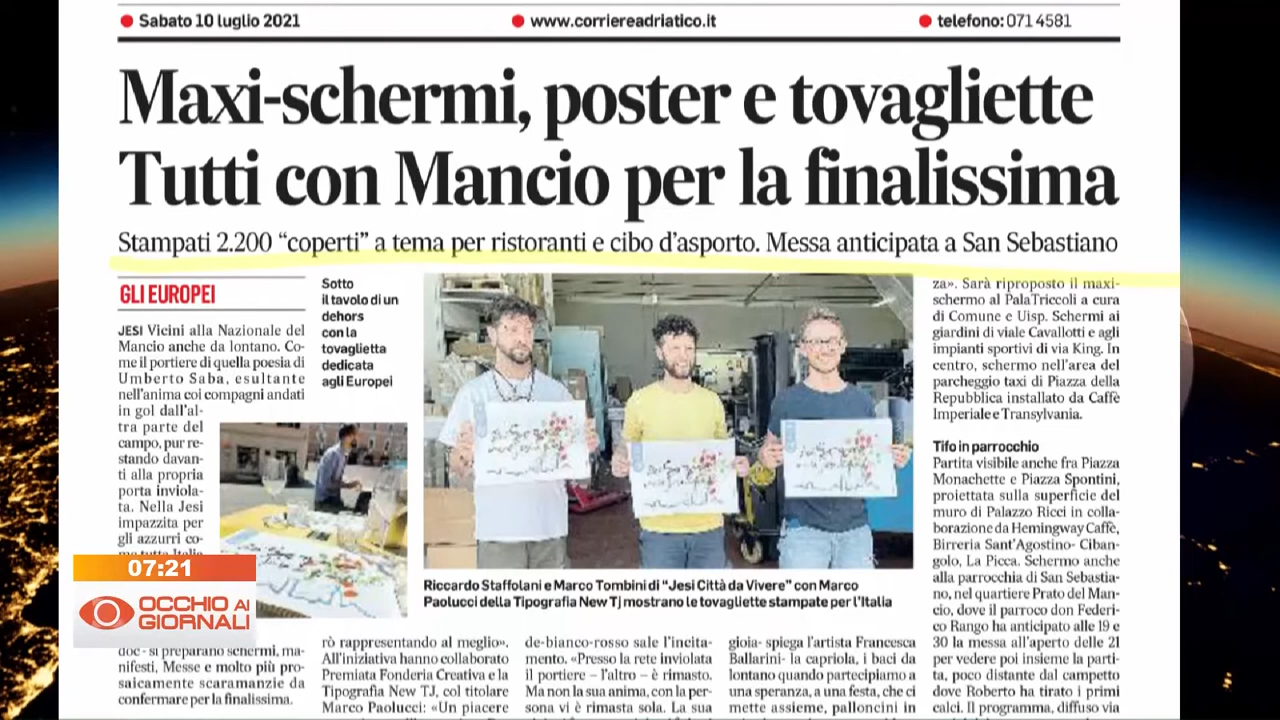 Sabato 10 luglio 2021
www.corriereadriatico.it
telefono: 071 4581
Maxi-schermi, poster e tovagliette
Tutti con Mancio per la finalissima
Stampati 2.200 “coperti” a tema per ristoranti e cibo d’asporto. Messa anticipata a San Sebastiano
GLI EUROPEI
JESI Vicini alla Nazionale del
Mancio anche da lontano. Co-
me il portiere di quella poesia di
Umberto Saba, esultante
nell’anima coi compagni andati
in gol dall’al-
tra parte del
campo, pur re-
stando davan-
ti alla propria
porta inviola-
ta. Nella Jesi
impazzita per
gli azzurri co-
me tutta Italia
doc - si preparano schermi, ma-
nifesti, Messe e molto più pro-
saicamente scaramanzie da
confermare per la finalissima.
Sotto
il tavolo di un
dehors
con la
tovaglietta
dedicata
agli Europei
Riccardo Staffolani e Marco Tombini di “Jesi Città da Vivere” con Marco
Paolucci della Tipografia New Tj mostrano le tovagliette stampate per l’Italia
rò rappresentando al meglio».
All’iniziativa hanno collaborato
Premiata Fonderia Creativa e la
Tipografia New TJ, col titolare
Marco Paolucci: «Un piacere
de-bianco-rosso sale l’incita-
mento. «Presso la rete inviolata
il portiere – l’altro – è rimasto.
Ma non la sua anima, con la per-
sona vi è rimasta sola. La sua
gioia- spiega l’artista Francesca
Ballarini- la capriola, i baci da
lontano quando partecipiamo a
una speranza, a una festa, che ci
mette assieme, palloncini in
za». Sarà riproposto il maxi-
schermo al PalaTriccoli a cura
di Comune e Uisp. Schermi ai
giardini di viale Cavallotti e agli
impianti sportivi di via King. In
centro, schermo nell’area del
parcheggio taxi di Piazza della
Repubblica installato da Caffè
Imperiale e Transylvania.
Tifo in parrocchio
Partita visibile anche fra Piazza
Monachette e Piazza Spontini,
proiettata sulla superficie del
muro di Palazzo Ricci in colla-
borazione da Hemingway Caffè,
Birreria Sant’Agostino- Ciban-
golo, La Picca. Schermo anche
alla parrocchia di San Sebastia-
no, nel quartiere Prato del Man-
cio, dove il parroco don Federi-
co Rango ha anticipato alle 19 e
30 la messa all’aperto delle 21
per vedere poi insieme la parti-
ta, poco distante dal campetto
dove Roberto ha tirato i primi
calci. Il programma, diffuso via
07:21
OCCHIO AI
GIORNALI